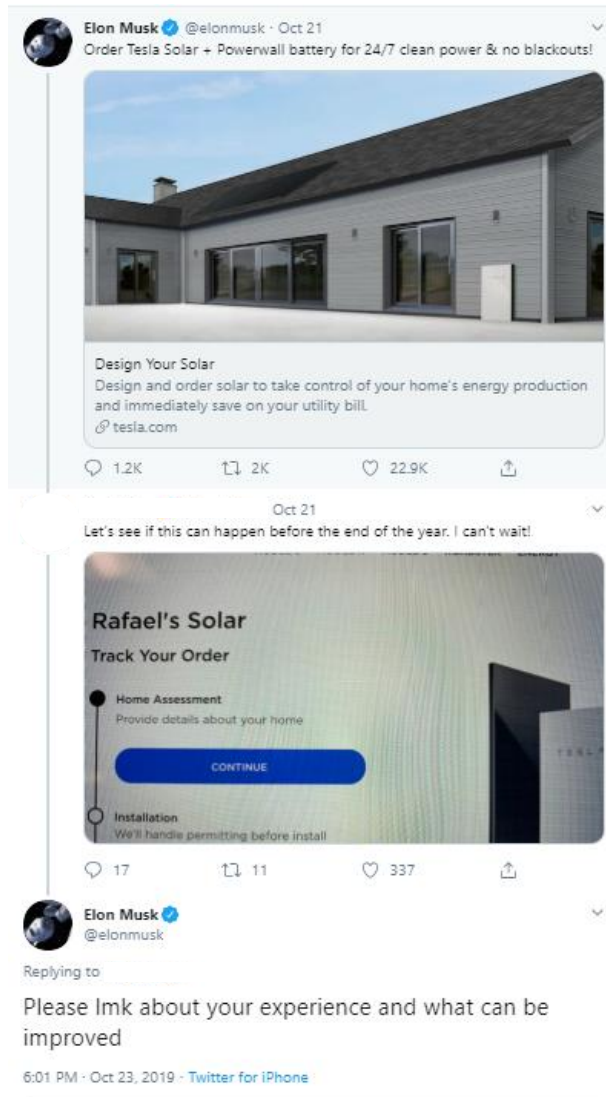 Elon Musk @elonmusk · Oct 21
Order Tesla Solar + Powerwall battery for 24/7 clean power & no blackouts!
Design Your Solar
Design and order solar to take control of your home's energy production
and immediately save on your utility bill.
tesla.com
1.2K 2K 22.9K
Oct 21
Let's see if this can happen before the end of the year. I can't wait!
Rafael's Solar
Track Your Order
Home Assessment
Provide details about your home
CONTINUE
TESLA
Installation
We'll handle permitting before install
17 11 337
Elon Musk
@elonmusk
Replying to
Please lmk about your experience and what can be
improved
6:01 PM · Oct 23, 2019 · Twitter for iPhone